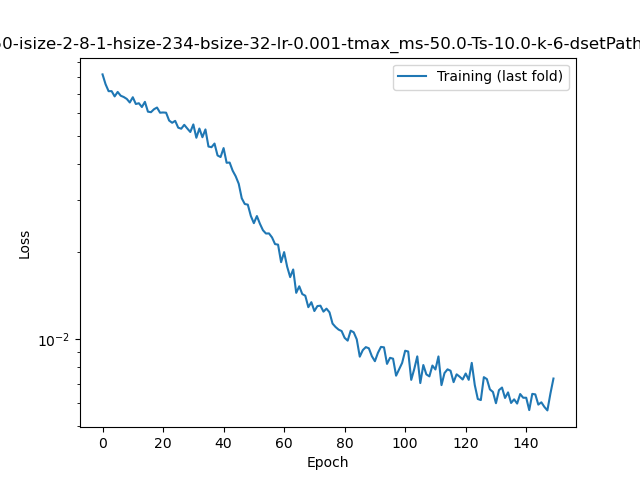 0-isize-2-8-1-hsize-234-bsize-32-lr-0.001-tmax_ms-50.0-Ts-10.0-k-6-dsetPath
Training (last fold)
Loss
10⁻²
0 20 40 60 80 100 120 140
Epoch